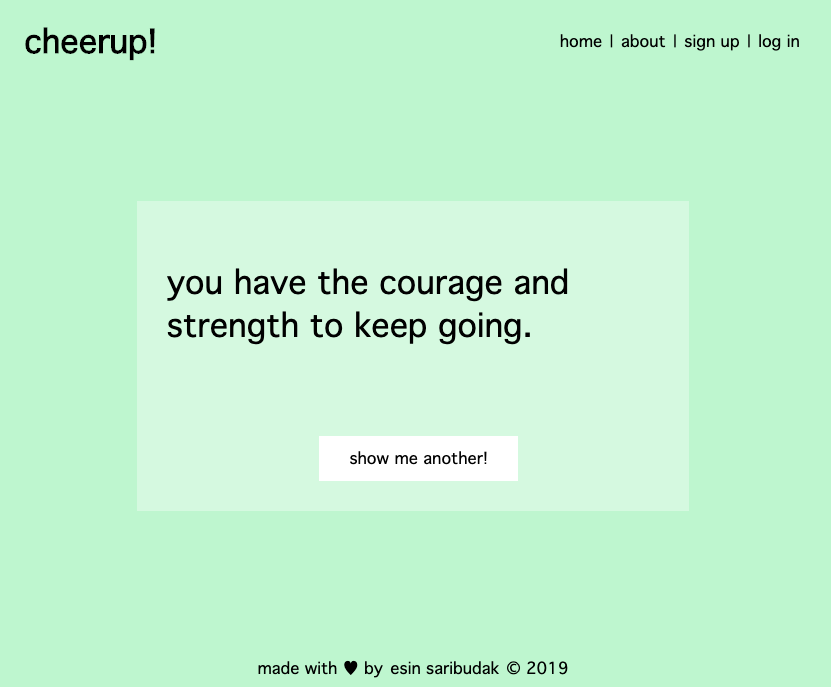 cheerup!
home | about | sign up | log in
you have the courage and
strength to keep going.
show me another!
made with ♥ by esin saribudak © 2019